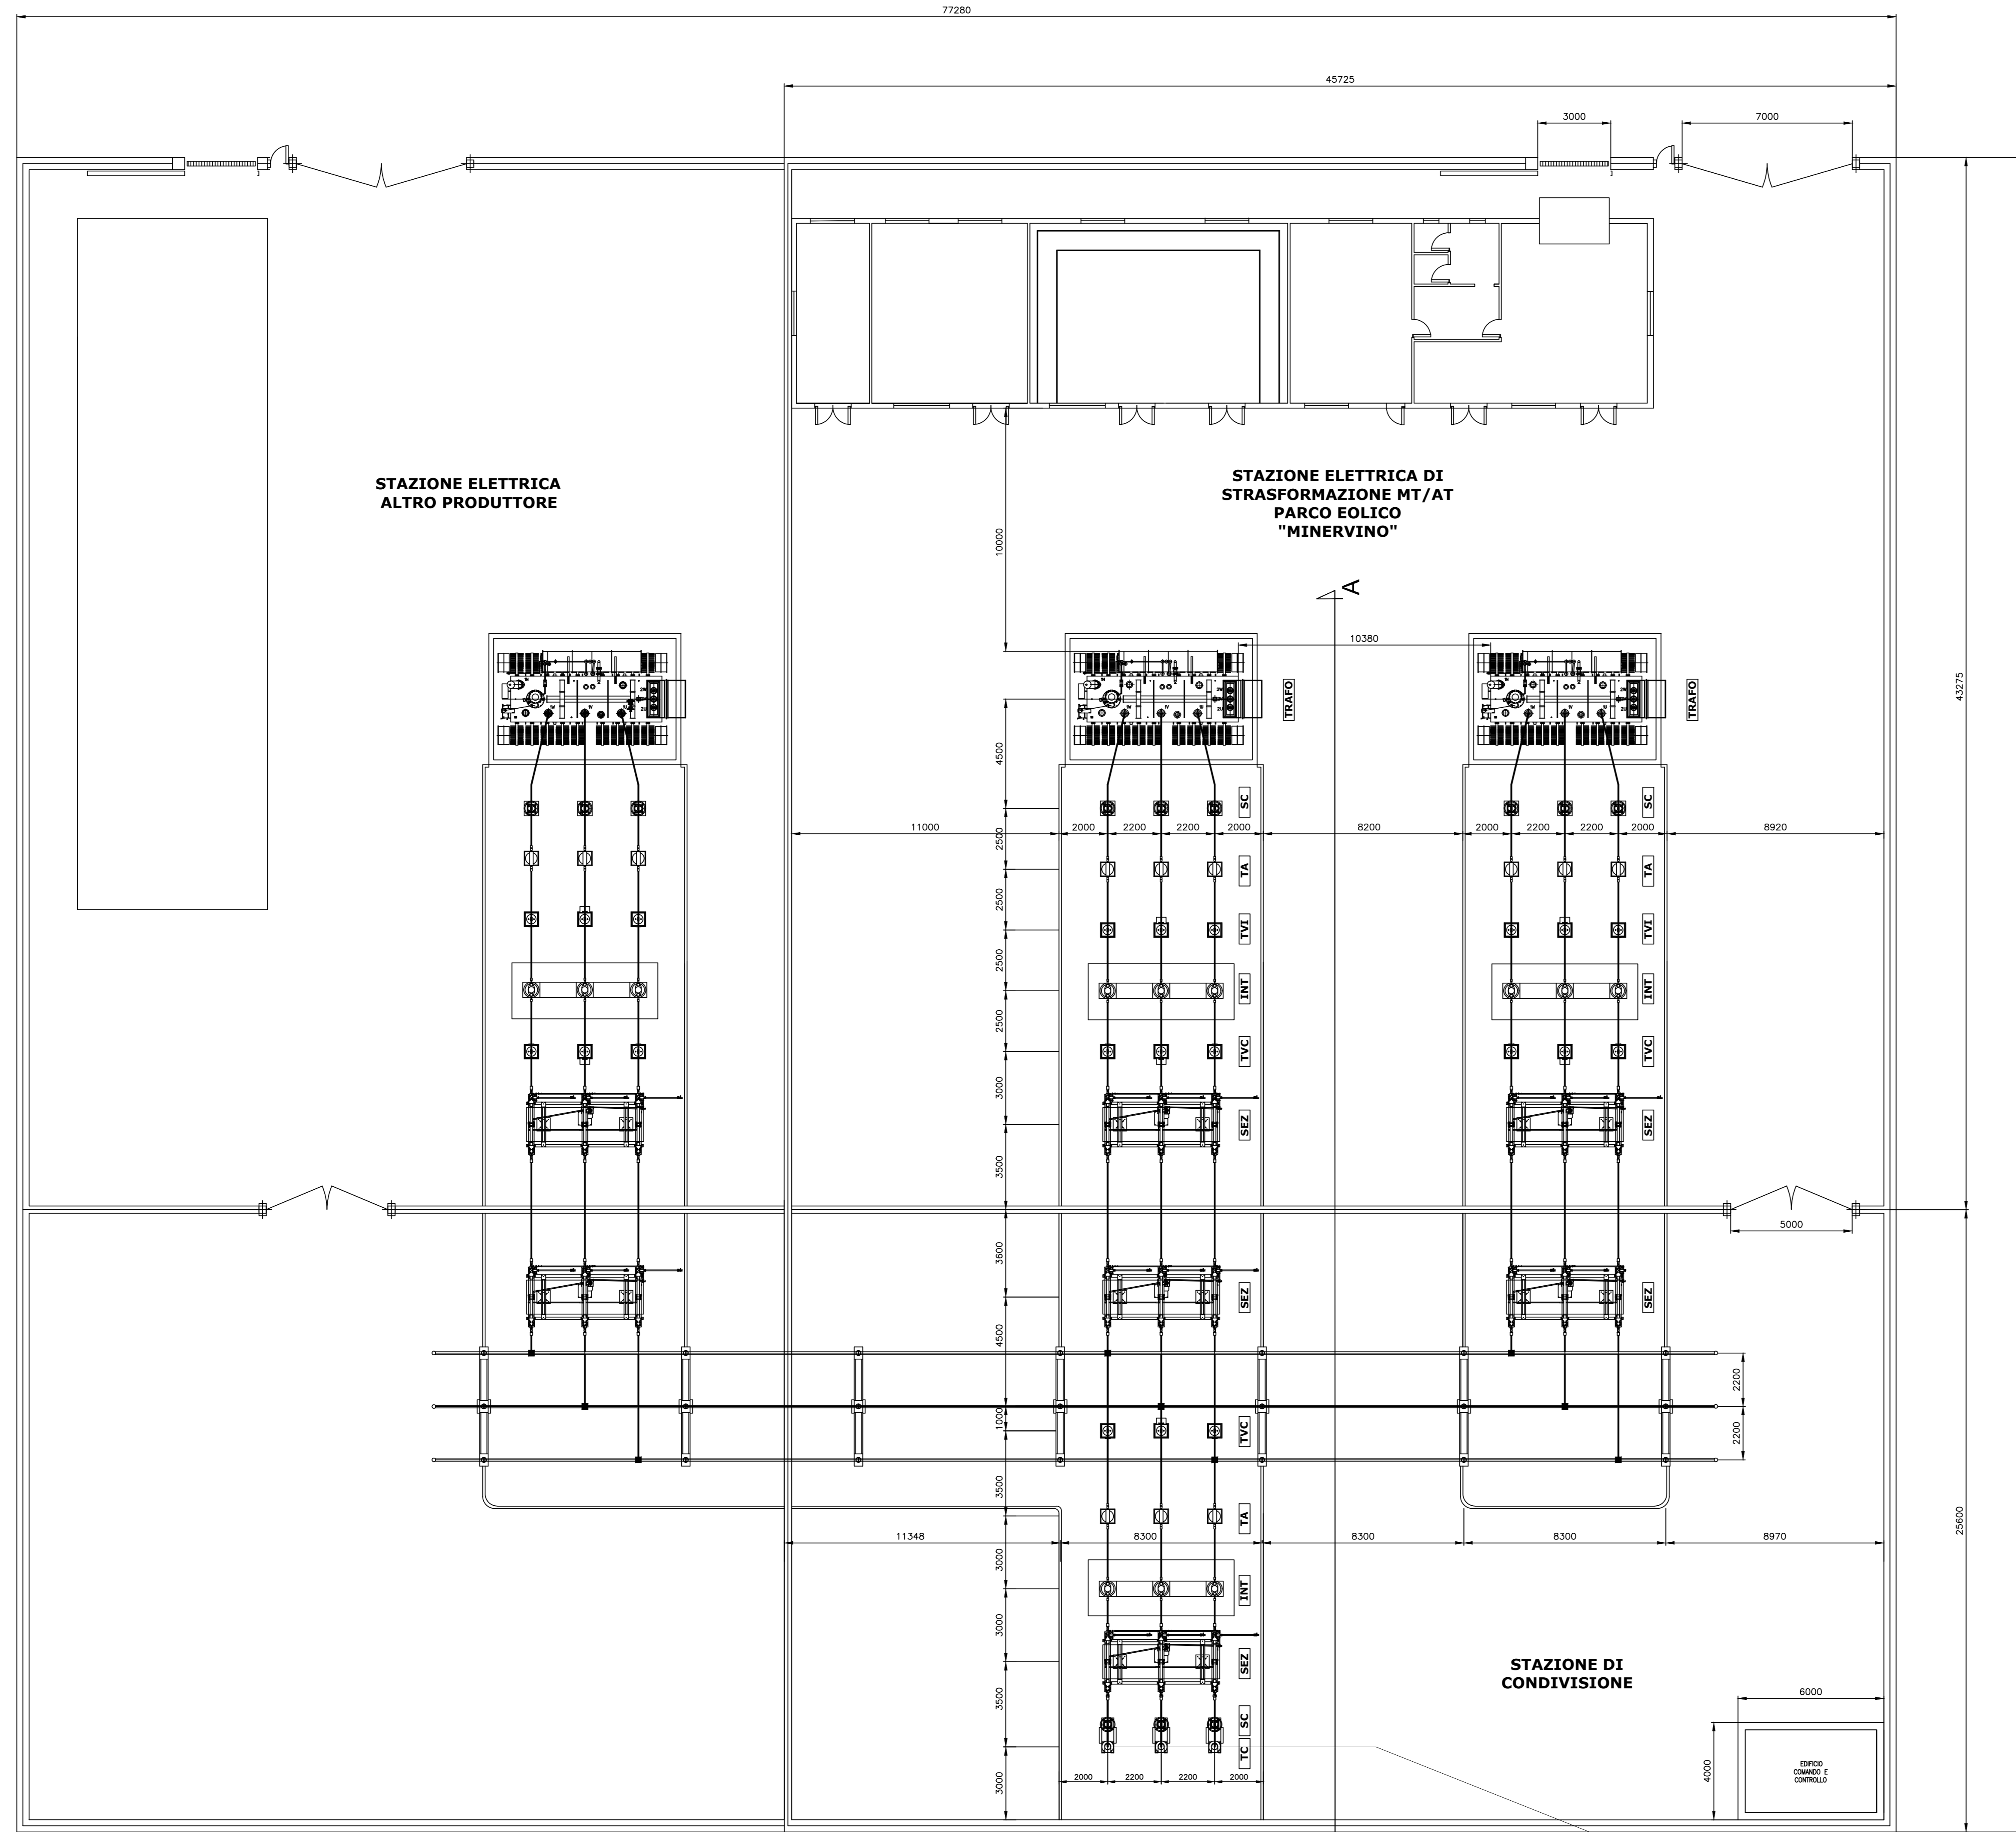 77280
45725
3000
7000
STAZIONE ELETTRICA
ALTRO PRODUTTORE
STAZIONE ELETTRICA DI
STRASFORMAZIONE MT/AT
PARCO EOLICO
"MINERVINO"
10000
A
10380
43275
TRAFO
TRAFO
4500
SC
SC
11000
2000
2200
2200
2000
8200
2000
2200
2200
2000
8920
2500
TA
TA
2500
TVI
TVI
2500
INT
INT
2500
TVC
TVC
3000
SEZ
SEZ
3500
5000
3600
SEZ
SEZ
4500
2200
1000
TVC
2200
3500
TA
25600
11348
8300
8300
8300
8970
3000
INT
3000
SEZ
STAZIONE DI
CONDIVISIONE
3500
SC
6000
TC
4000
EDIFICIO
COMANDO E
CONTROLLO
2000
2200
2200
2000
3000